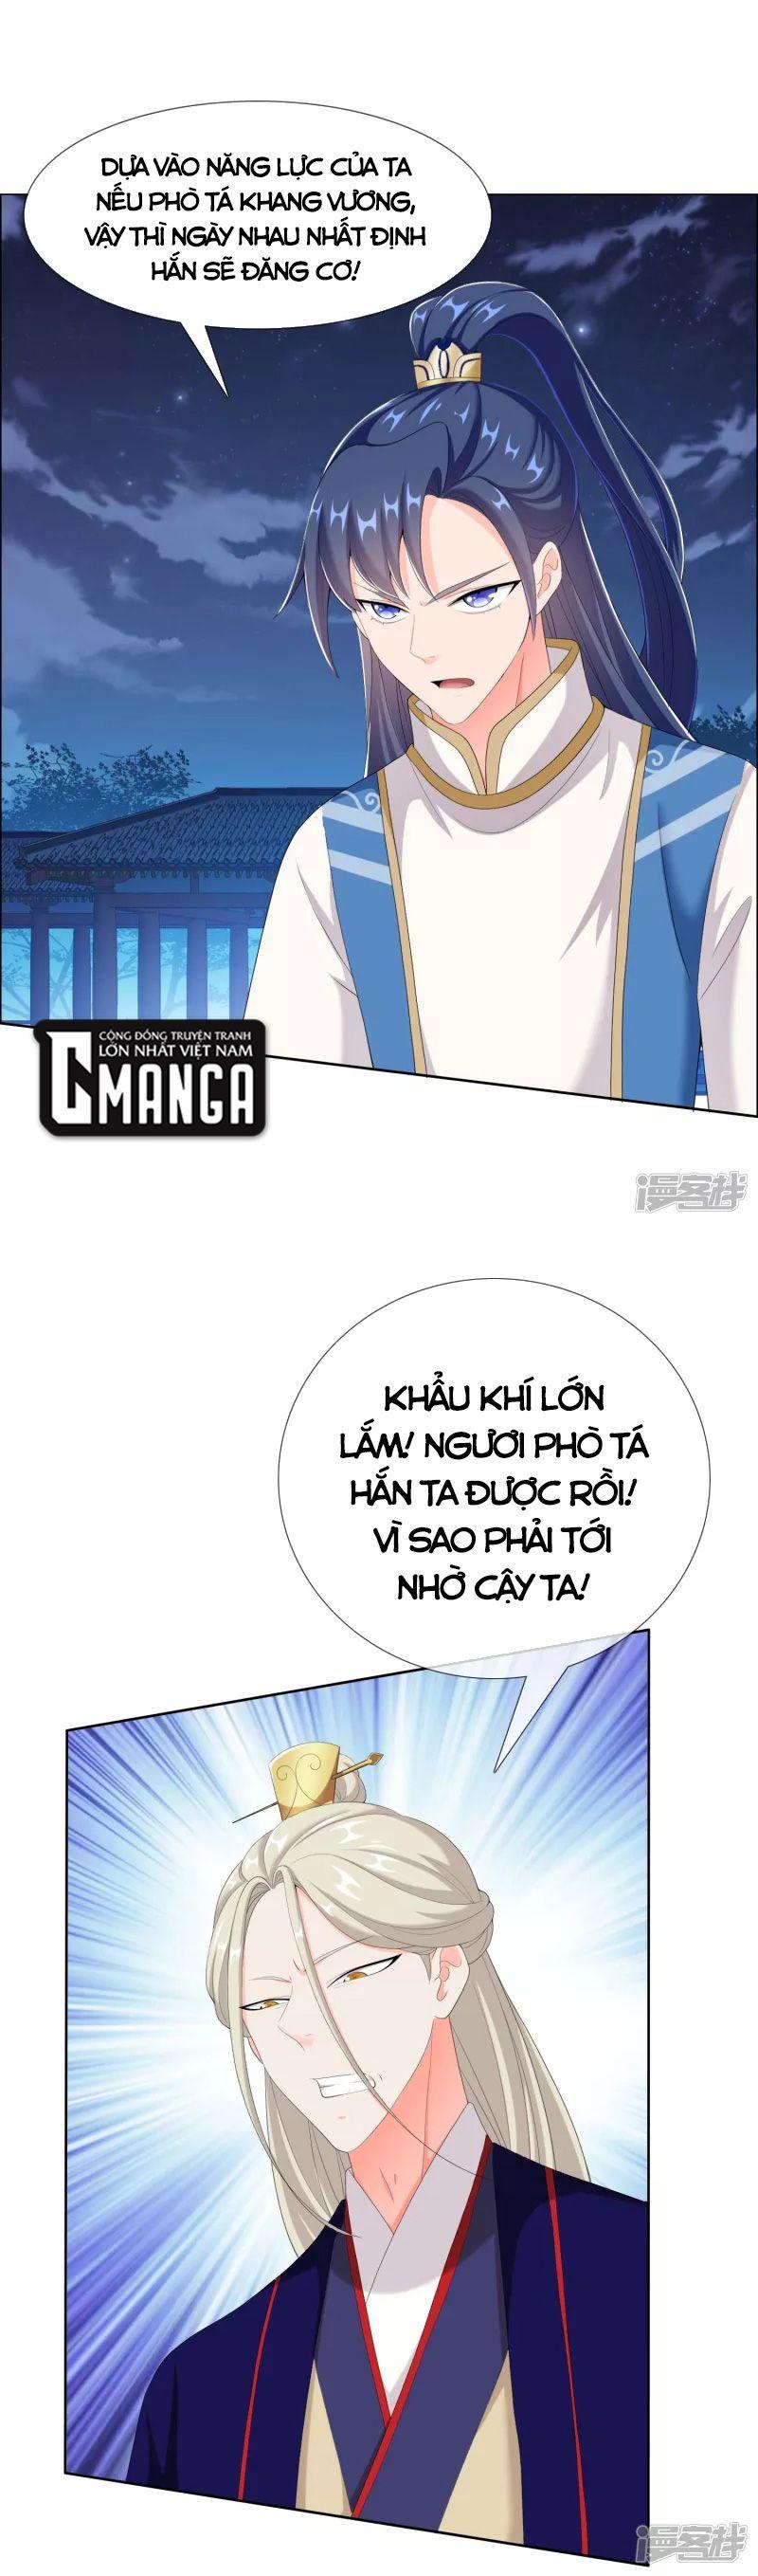 DỰA VÀO NĂNG LỰC CỦA TA
NẾU PHÒ TÁ KHANG VƯƠNG,
VẬY THÌ NGÀY NHAU NHẤT ĐỊNH
HẮN SẼ ĐĂNG CƠ!
CỘNG ĐỒNG TRUYỆN TRANH
LỚN NHẤT VIỆT NAM
CMANGA
漫客栈
KHẨU KHÍ LỚN
LẮM! NGƯƠI PHÒ TÁ
HẮN TA ĐƯỢC RỒI!
VÌ SAO PHẢI TỚI
NHỜ CẬY TA!
漫客栈